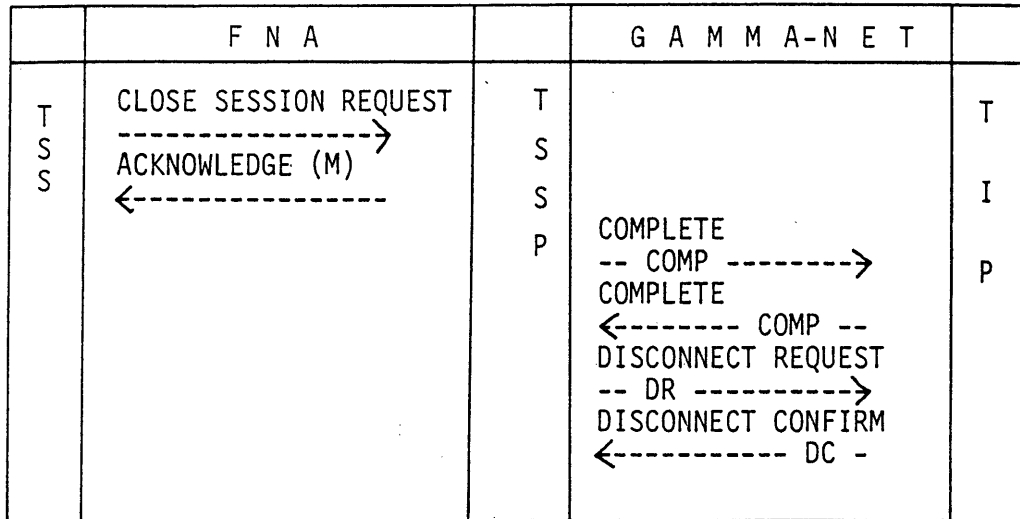 F N A
G A M M A-N E T
T S S
CLOSE SESSION REQUEST
ACKNOWLEDGE (M)
T S S P
COMPLETE
-- COMP -------->
COMPLETE
<-------- COMP --
DISCONNECT REQUEST
-- DR ----------->
DISCONNECT CONFIRM
<------------ DC -
T I P